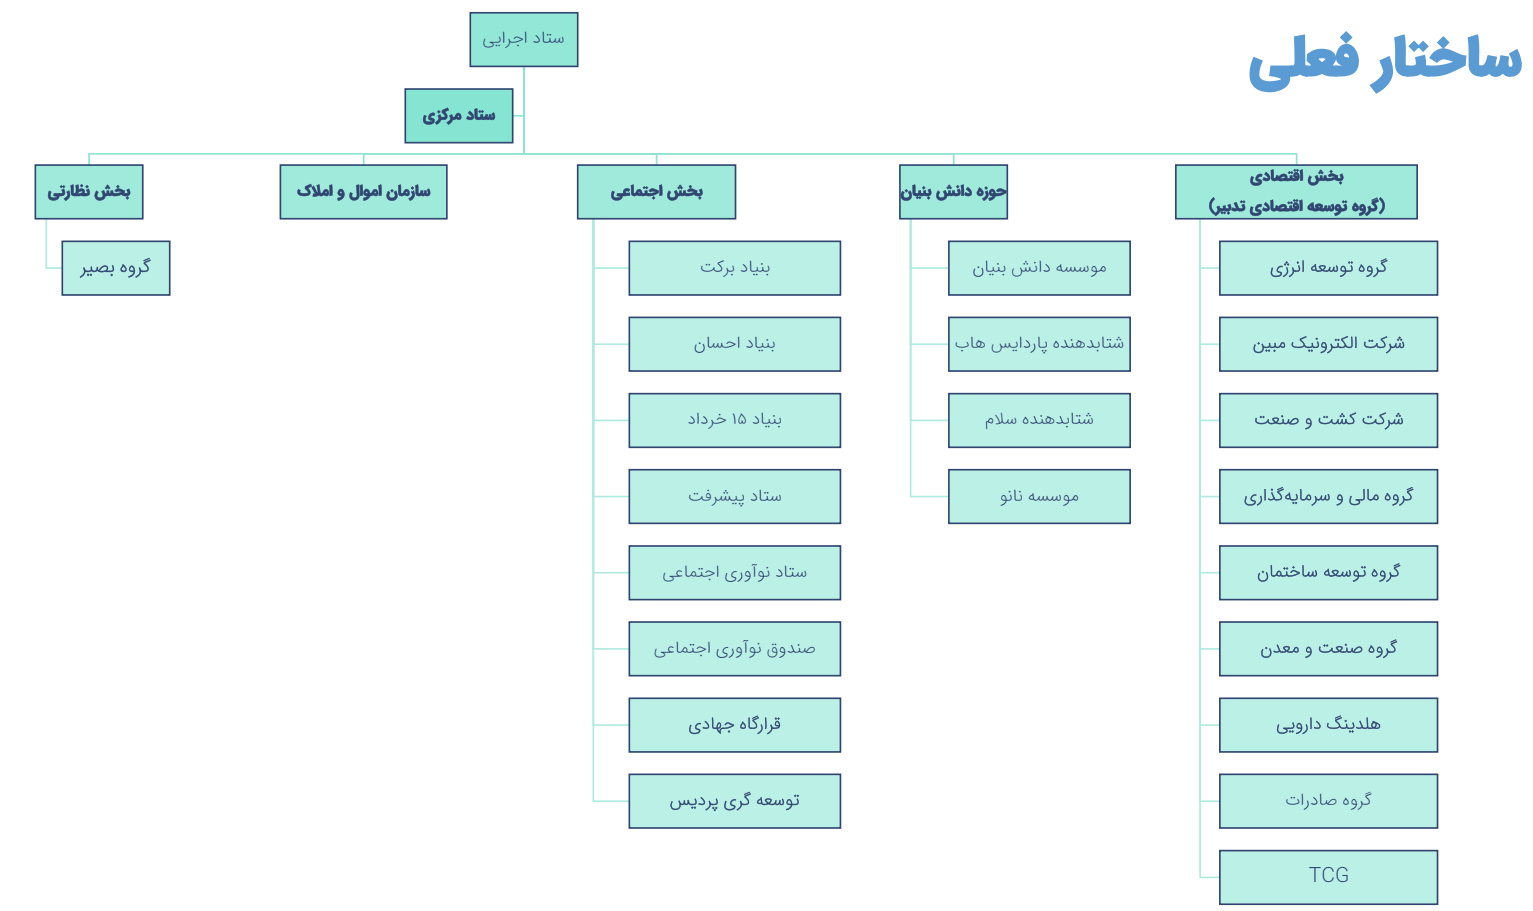 ساختار فعلی
ستاد اجرایی
ستاد مرکزی
بخش اقتصادی
(گروه توسعه اقتصادی تدبیر)
گروه توسعه انرژی
شرکت الکترونیک مبین
شرکت کشت و صنعت
گروه مالی و سرمایه‌گذاری
گروه توسعه ساختمان
گروه صنعت و معدن
هلدینگ دارویی
گروه صادرات
TCG
حوزه دانش بنیان
موسسه دانش بنیان
شتابدهنده پاردایس هاب
شتابدهنده سلام
موسسه نانو
بخش اجتماعی
بنیاد برکت
بنیاد احسان
بنیاد ۱۵ خرداد
ستاد پیشرفت
ستاد نوآوری اجتماعی
صندوق نوآوری اجتماعی
قرارگاه جهادی
توسعه گری پردیس
سازمان اموال و املاک
بخش نظارتی
گروه بصیر